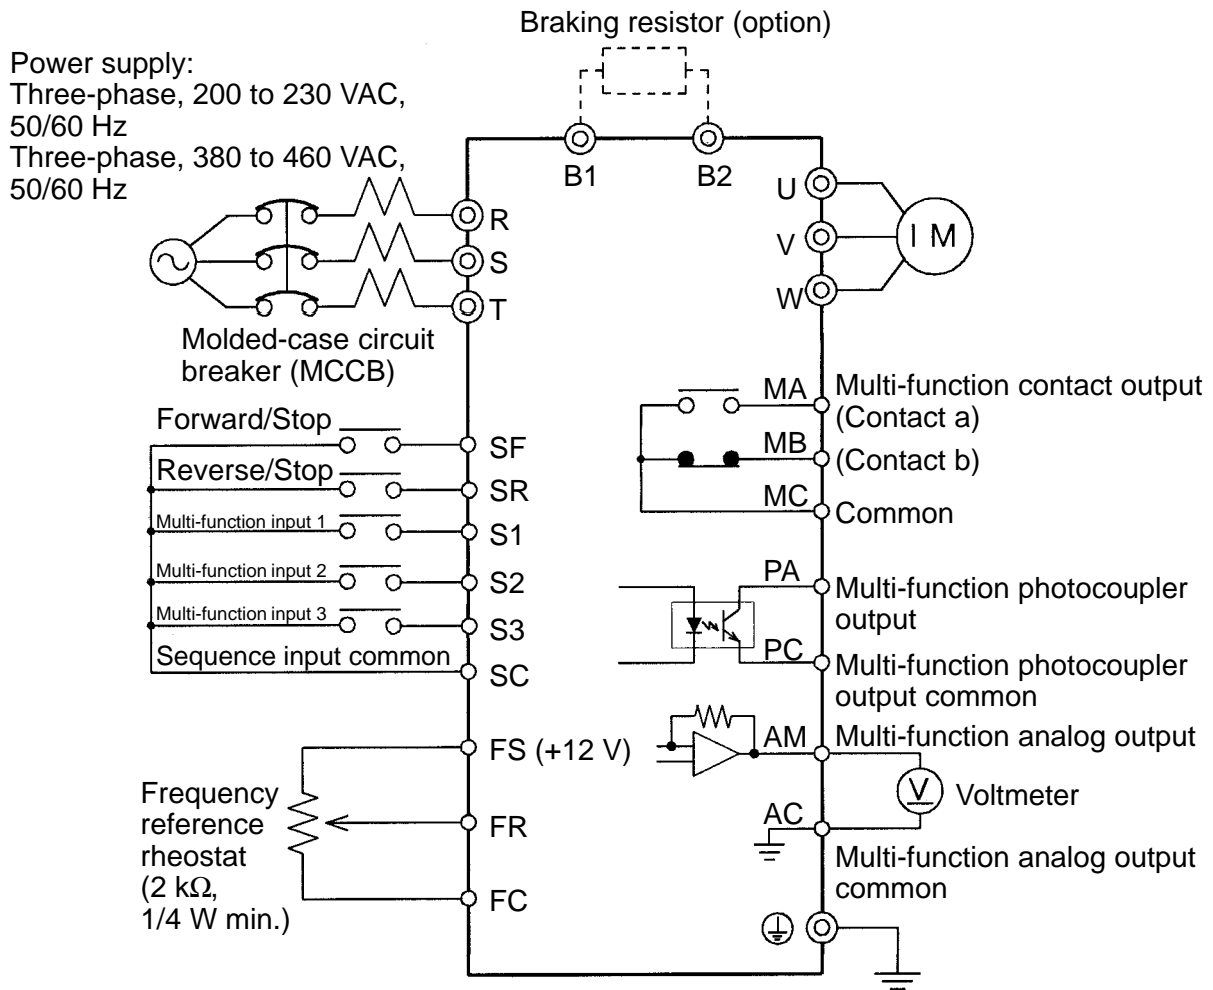 Braking resistor (option)
Power supply:
Three-phase, 200 to 230 VAC,
50/60 Hz
Three-phase, 380 to 460 VAC,
50/60 Hz
B1
B2
U
V
W
I M
R
S
T
Molded-case circuit
breaker (MCCB)
Forward/Stop
SF
Reverse/Stop
SR
Multi-function input 1
S1
Multi-function input 2
S2
Multi-function input 3
S3
Sequence input common
SC
FS (+12 V)
Frequency
reference
rheostat
(2 kΩ,
1/4 W min.)
FR
FC
MA
Multi-function contact output
(Contact a)
MB
(Contact b)
MC
Common
PA
Multi-function photocoupler
output
PC
Multi-function photocoupler
output common
AM
Multi-function analog output
V
Voltmeter
AC
Multi-function analog output
common